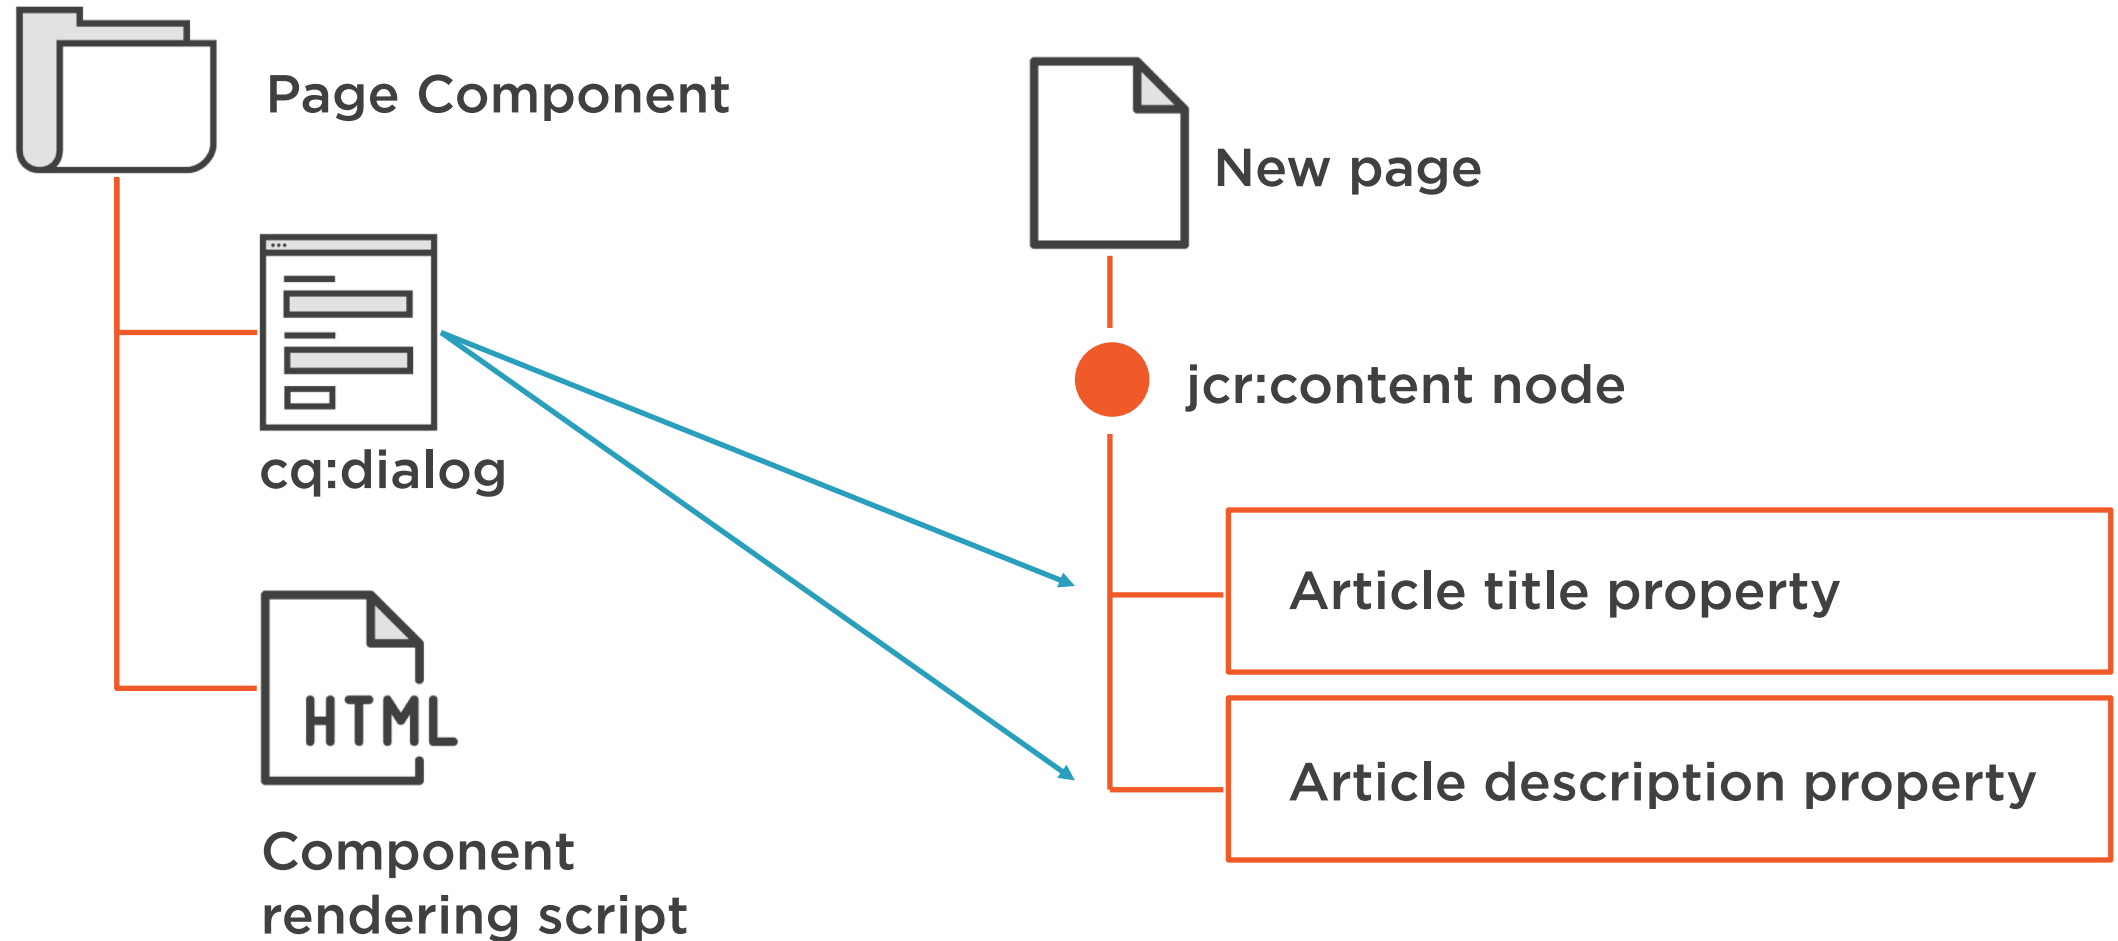 Page Component
New page
cq:dialog
jcr:content node
HTML
Article title property
Article description property
Component
rendering script